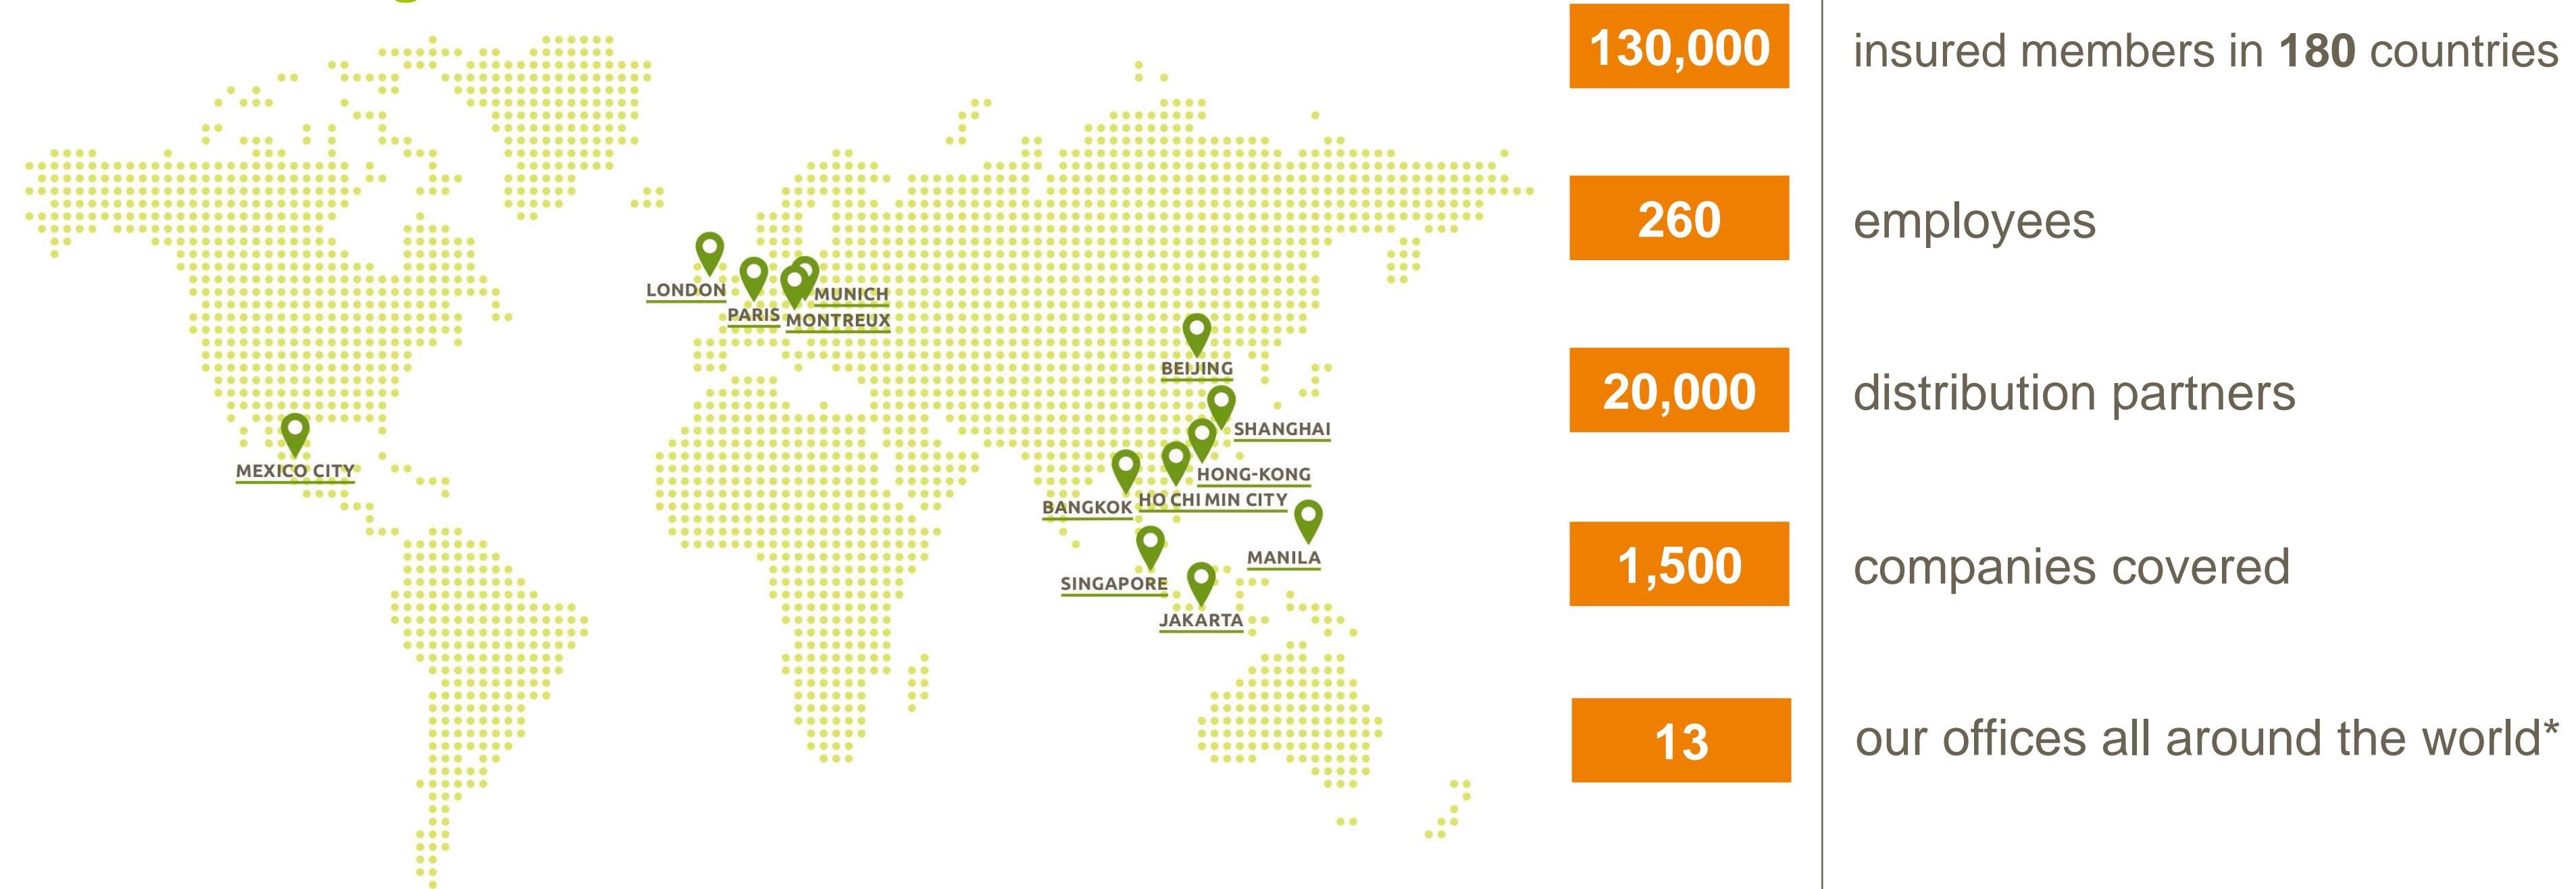 130,000 insured members in 180 countries
260 employees
20,000 distribution partners
1,500 companies covered
13 our offices all around the world*
LONDON
PARIS
MUNICH
MONTREUX
BEIJING
SHANGHAI
MEXICO CITY
HONG-KONG
BANGKOK
HO CHI MIN CITY
MANILA
SINGAPORE
JAKARTA